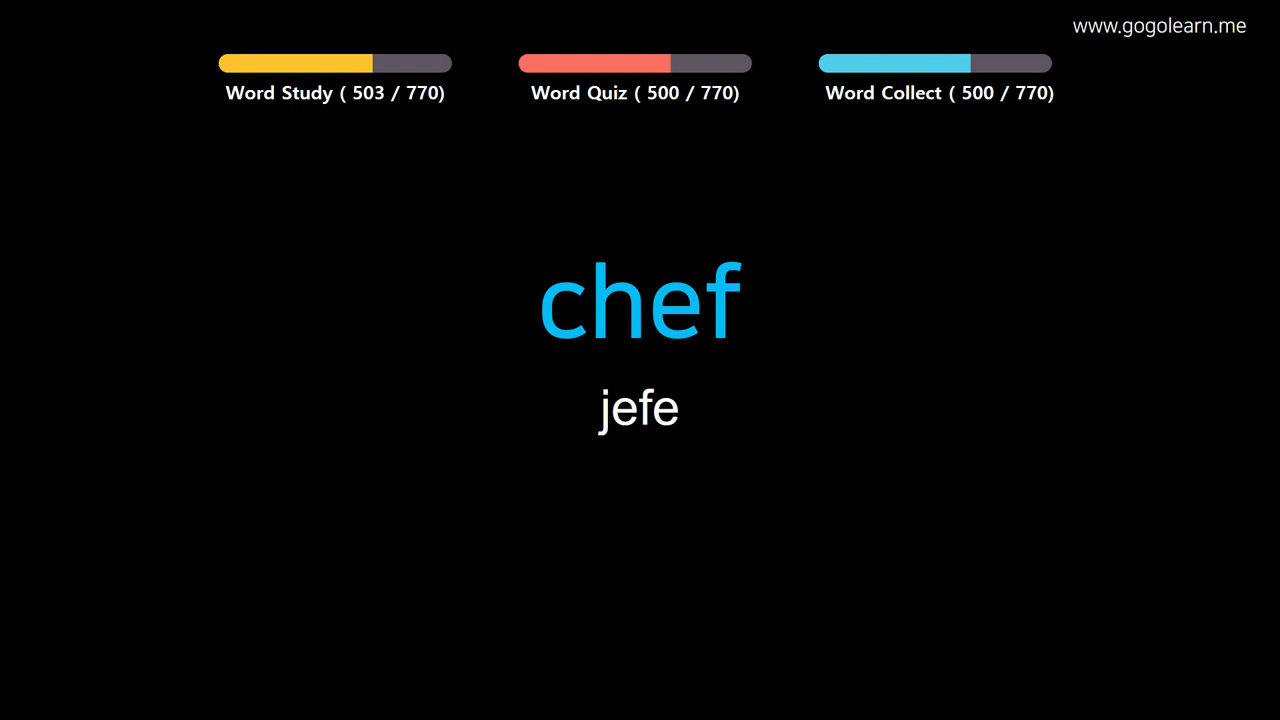 www.gogolearn.me
Word Study ( 503 / 770)
Word Quiz ( 500 / 770)
Word Collect ( 500 / 770)
chef
jefe